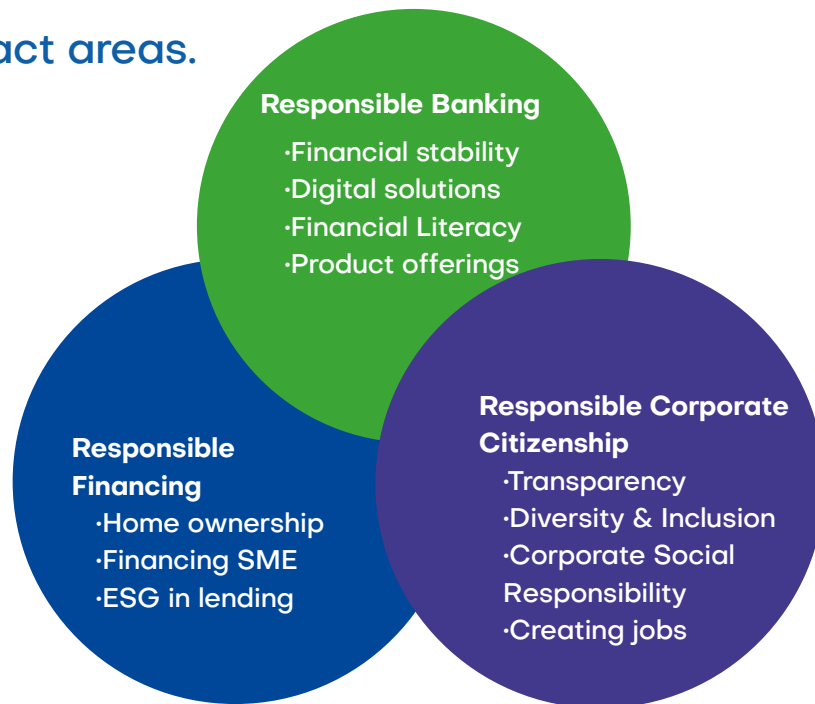 act areas.
Responsible Banking
·Financial stability
·Digital solutions
·Financial Literacy
·Product offerings
Responsible
Financing
·Home ownership
·Financing SME
·ESG in lending
Responsible Corporate
Citizenship
·Transparency
·Diversity & Inclusion
·Corporate Social
Responsibility
·Creating jobs